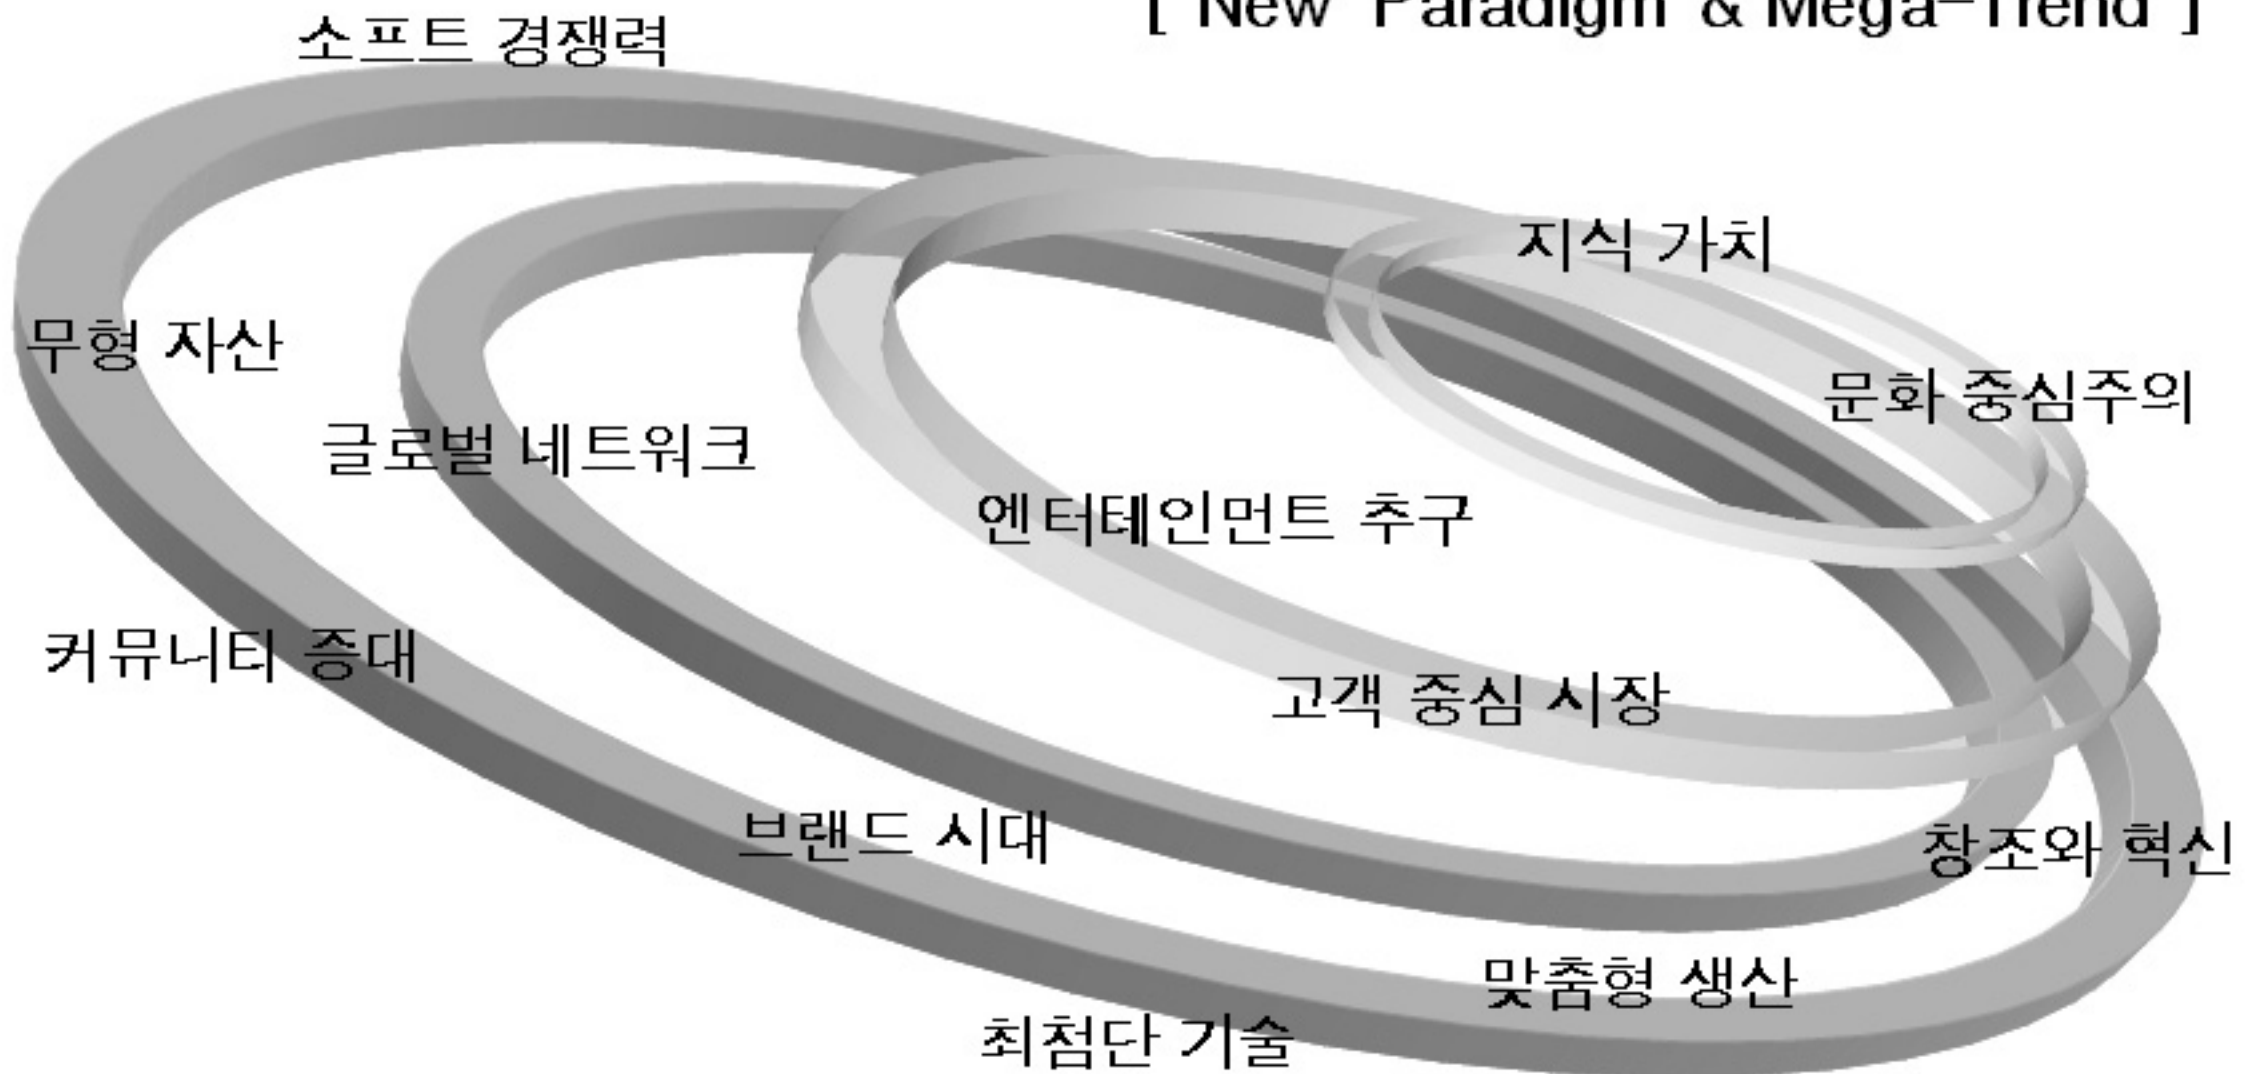 [ New Paradigm & Mega-Trend ]
소프트 경쟁력
지식 가치
무형 자산
문화 중심주의
글로벌 네트워크
엔터테인먼트 추구
커뮤니티 증대
고객 중심 시장
브랜드 시대
창조와 혁신
맞춤형 생산
최첨단 기술